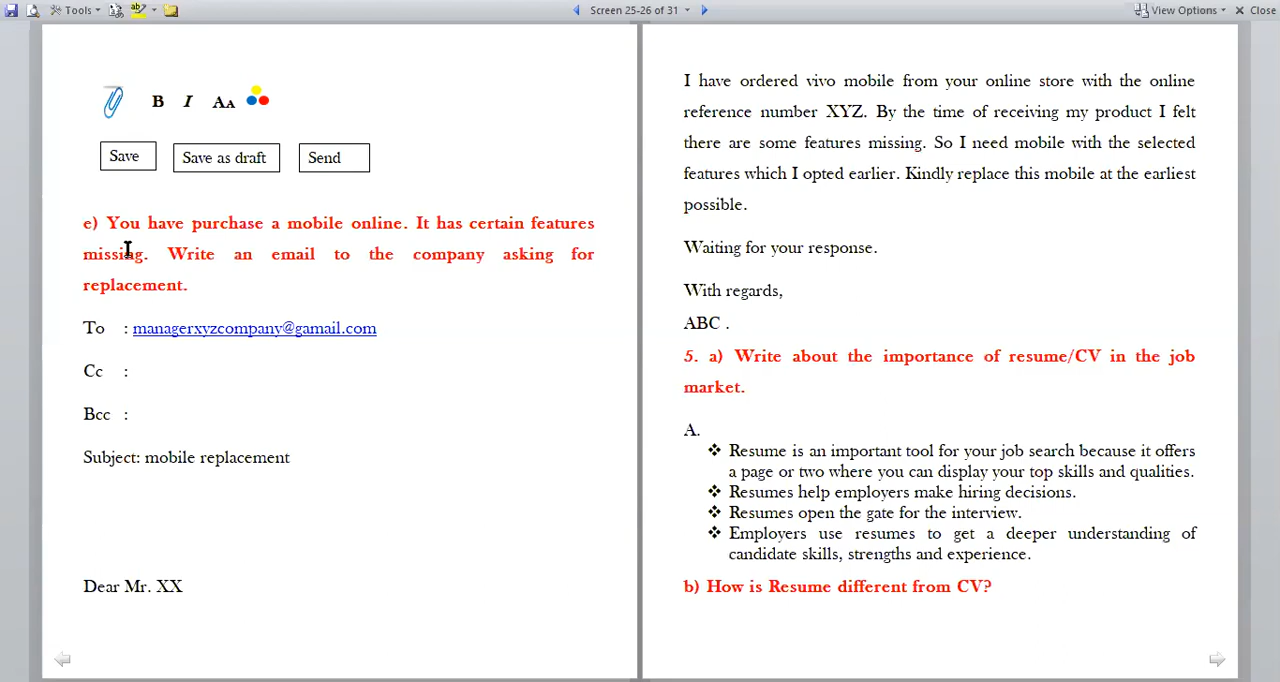 Tools
Screen 25-26 of 31
View Options
Close
B I AA
Save
Save as draft
Send
e) You have purchase a mobile online. It has certain features
missing. Write an email to the company asking for
replacement.
To : managerxyzcompany@gamail.com
Cc :
Bcc :
Subject: mobile replacement
Dear Mr. XX
I have ordered vivo mobile from your online store with the online
reference number XYZ. By the time of receiving my product I felt
there are some features missing. So I need mobile with the selected
features which I opted earlier. Kindly replace this mobile at the earliest
possible.
Waiting for your response.
With regards,
ABC .
5. a) Write about the importance of resume/CV in the job
market.
A.
❖ Resume is an important tool for your job search because it offers
a page or two where you can display your top skills and qualities.
❖ Resumes help employers make hiring decisions.
❖ Resumes open the gate for the interview.
❖ Employers use resumes to get a deeper understanding of
candidate skills, strengths and experience.
b) How is Resume different from CV?